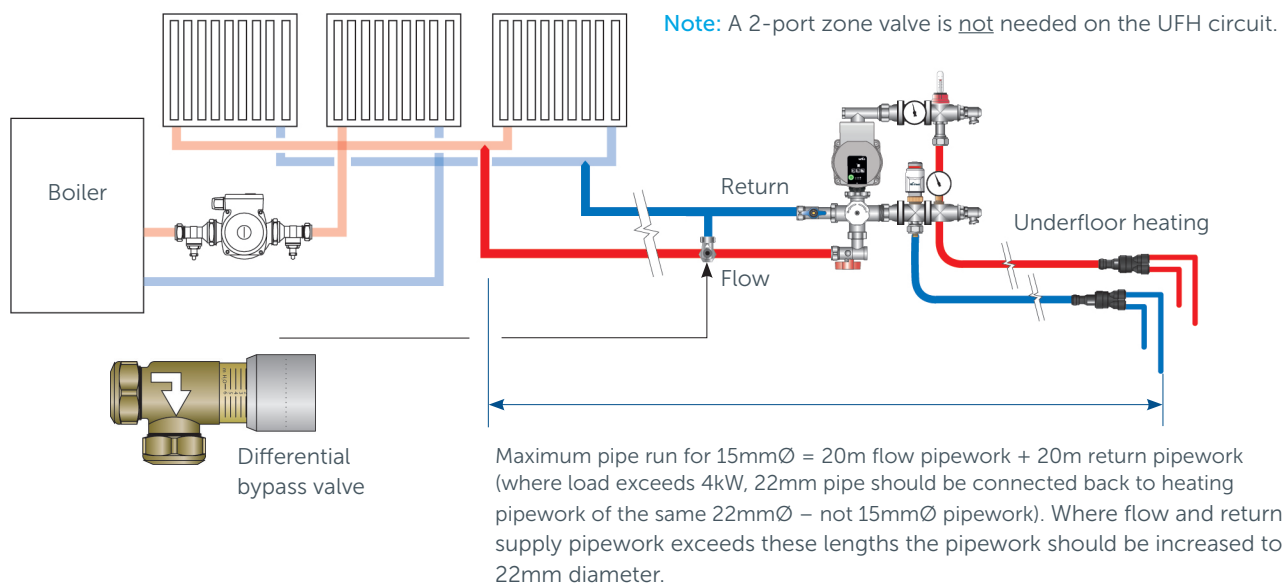 Note: A 2-port zone valve is not needed on the UFH circuit.
Boiler
Return
Underfloor heating
Flow
Differential
bypass valve
Maximum pipe run for 15mmØ = 20m flow pipework + 20m return pipework
(where load exceeds 4kW, 22mm pipe should be connected back to heating
pipework of the same 22mmØ – not 15mmØ pipework). Where flow and return
supply pipework exceeds these lengths the pipework should be increased to
22mm diameter.